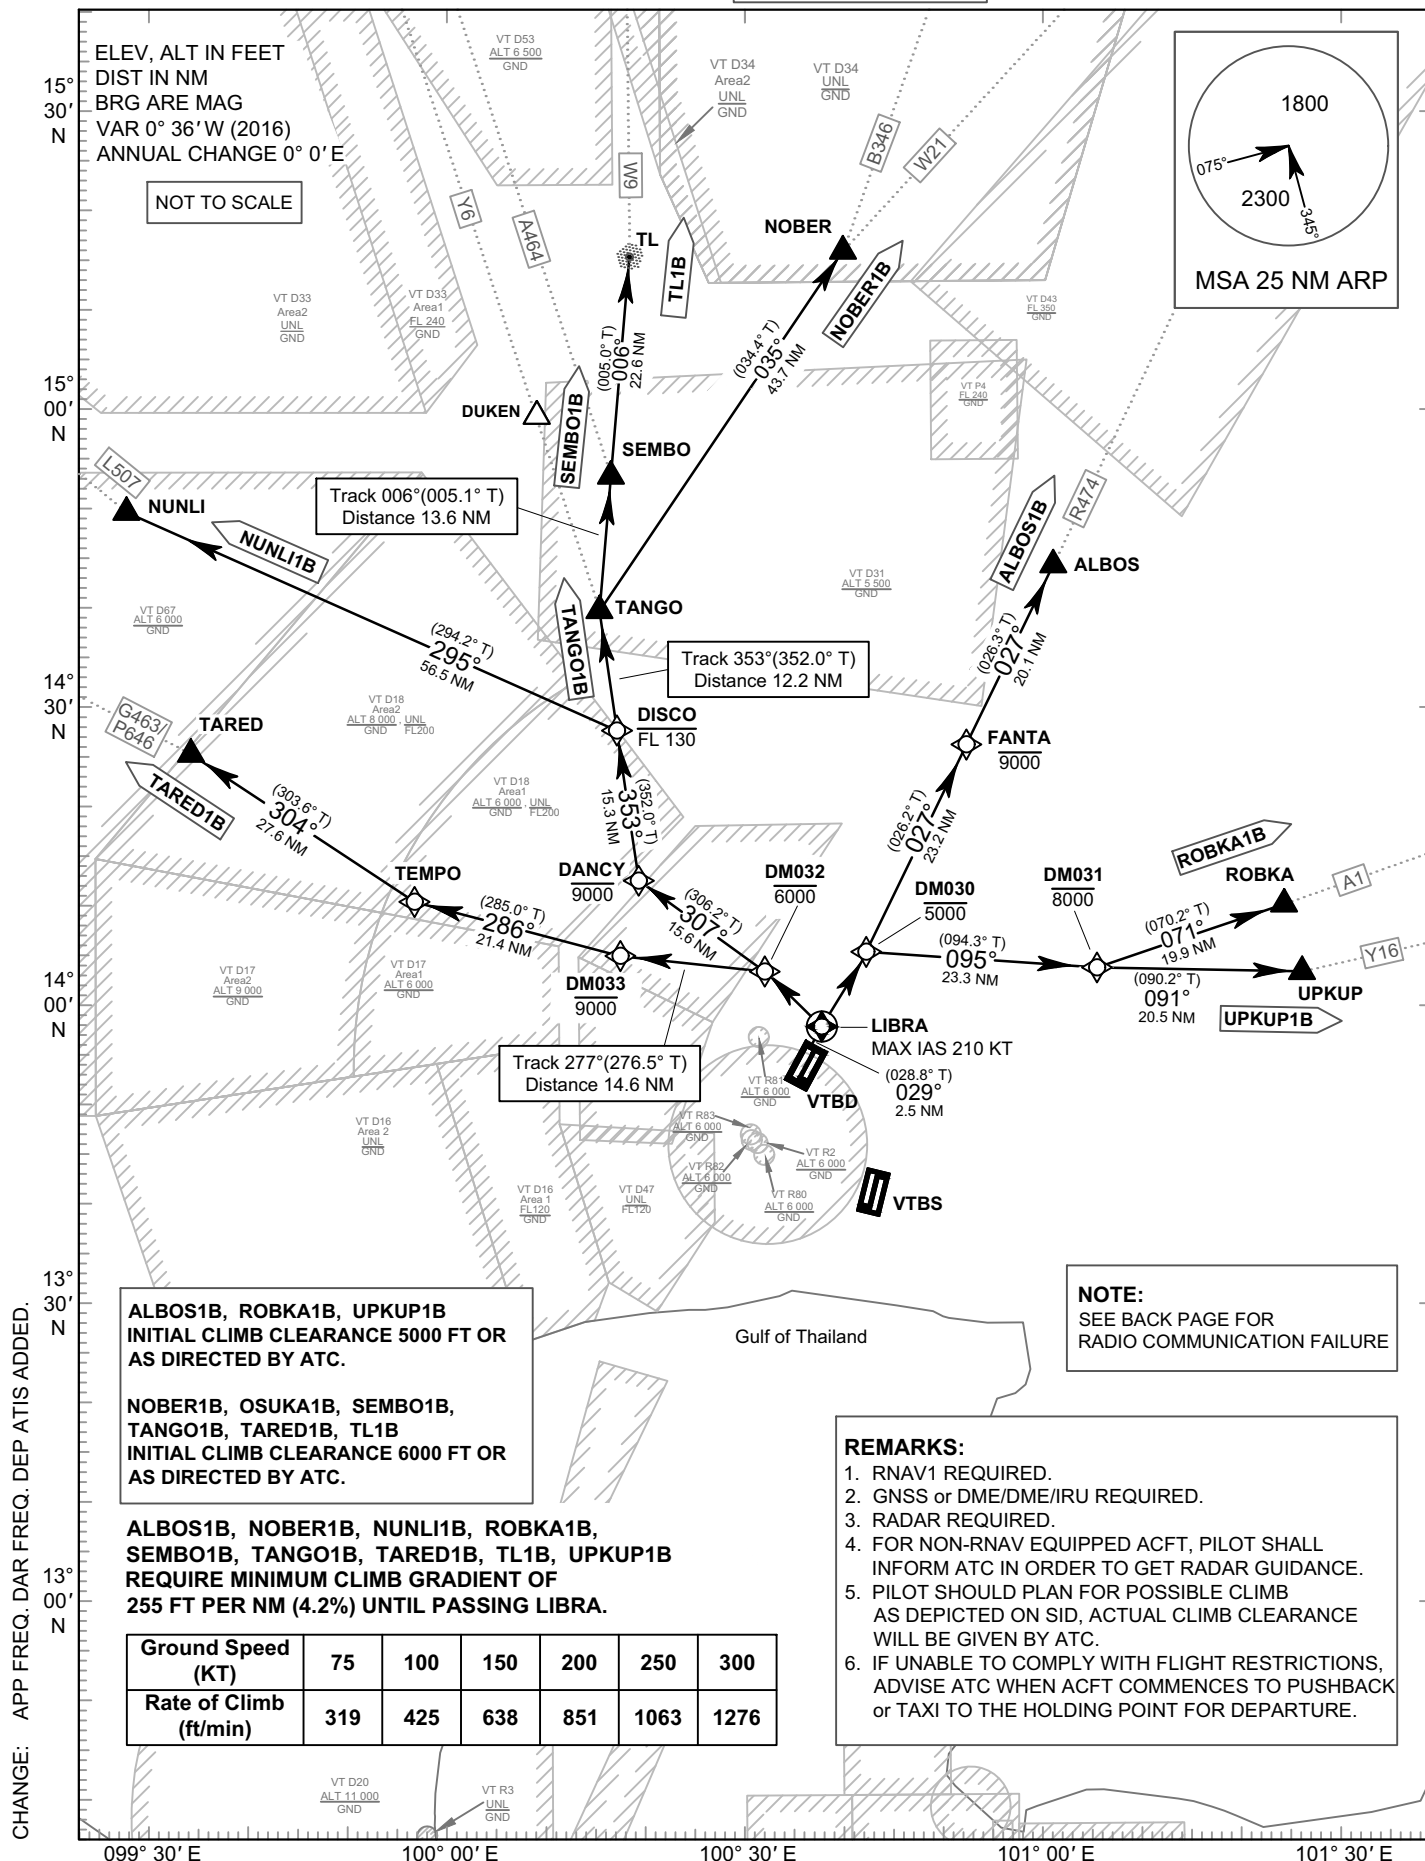 ELEV, ALT IN FEET
DIST IN NM
BRG ARE MAG
VAR 0° 36′ W (2016)
ANNUAL CHANGE 0° 0′ E
NOT TO SCALE
15°
30′
N
15°
00′
N
14°
30′
N
14°
00′
N
13°
30′
N
13°
00′
N
VT D53
ALT 6 500
GND
VT D34
Area2
UNL
GND
VT D34
UNL
GND
1800
075°
2300
345°
MSA 25 NM ARP
Y6
A464
W9
B346
W21
TL
TL1B
NOBER
NOBER1B
VT D33
Area2
UNL
GND
VT D33
Area1
FL 240
GND
VT D43
FL 350
GND
(005.0° T)
006°
22.6 NM
(034.4° T)
035°
43.7 NM
VT P4
FL 240
GND
DUKEN
SEMBO1B
SEMBO
L507
NUNLI
NUNLI1B
Track 006°(005.1° T)
Distance 13.6 NM
R474
ALBOS1B
ALBOS
VT D31
ALT 5 500
GND
VT D67
ALT 6 000
GND
TANGO
TANGO1B
(294.2° T)
295°
56.5 NM
Track 353°(352.0° T)
Distance 12.2 NM
(026.3° T)
027°
20.1 NM
G463/
P646
TARED
TARED1B
VT D18
Area2
ALT 8 000 , UNL
GND FL200
DISCO
FL 130
FANTA
9000
VT D18
Area1
ALT 6 000 , UNL
GND FL200
(303.6° T)
304°
27.6 NM
(352.0° T)
353°
15.3 NM
(026.2° T)
027°
23.2 NM
TEMPO
DANCY
9000
DM032
6000
DM030
5000
DM031
8000
ROBKA1B
ROBKA
A1
(285.0° T)
286°
21.4 NM
(306.2° T)
307°
15.6 NM
(094.3° T)
095°
23.3 NM
(070.2° T)
071°
19.9 NM
(090.2° T)
091°
20.5 NM
Y16
UPKUP
UPKUP1B
VT D17
Area2
ALT 9 000
GND
VT D17
Area1
ALT 6 000
GND
DM033
9000
LIBRA
MAX IAS 210 KT
(028.8° T)
029°
2.5 NM
Track 277°(276.5° T)
Distance 14.6 NM
VTBD
VT R81
ALT 6 000
GND
VT R83
ALT 6 000
GND
VT R82
ALT 6 000
GND
VT R2
ALT 6 000
GND
VT R80
ALT 6 000
GND
VTBS
VT D16
Area 2
UNL
GND
VT D16
Area 1
FL120
GND
VT D47
UNL
FL120
ALBOS1B, ROBKA1B, UPKUP1B
INITIAL CLIMB CLEARANCE 5000 FT OR
AS DIRECTED BY ATC.
NOBER1B, OSUKA1B, SEMBO1B,
TANGO1B, TARED1B, TL1B
INITIAL CLIMB CLEARANCE 6000 FT OR
AS DIRECTED BY ATC.
Gulf of Thailand
NOTE:
SEE BACK PAGE FOR
RADIO COMMUNICATION FAILURE
ALBOS1B, NOBER1B, NUNLI1B, ROBKA1B,
SEMBO1B, TANGO1B, TARED1B, TL1B, UPKUP1B
REQUIRE MINIMUM CLIMB GRADIENT OF
255 FT PER NM (4.2%) UNTIL PASSING LIBRA.
REMARKS:
1. RNAV1 REQUIRED.
2. GNSS or DME/DME/IRU REQUIRED.
3. RADAR REQUIRED.
4. FOR NON-RNAV EQUIPPED ACFT, PILOT SHALL
INFORM ATC IN ORDER TO GET RADAR GUIDANCE.
5. PILOT SHOULD PLAN FOR POSSIBLE CLIMB
AS DEPICTED ON SID, ACTUAL CLIMB CLEARANCE
WILL BE GIVEN BY ATC.
6. IF UNABLE TO COMPLY WITH FLIGHT RESTRICTIONS,
ADVISE ATC WHEN ACFT COMMENCES TO PUSHBACK
or TAXI TO THE HOLDING POINT FOR DEPARTURE.
Ground Speed (KT) 75 100 150 200 250 300
Rate of Climb (ft/min) 319 425 638 851 1063 1276
VT D20
ALT 11 000
GND
VT R3
UNL
GND
099° 30′ E 100° 00′ E 100° 30′ E 101° 00′ E 101° 30′ E
CHANGE: APP FREQ. DAR FREQ. DEP ATIS ADDED.